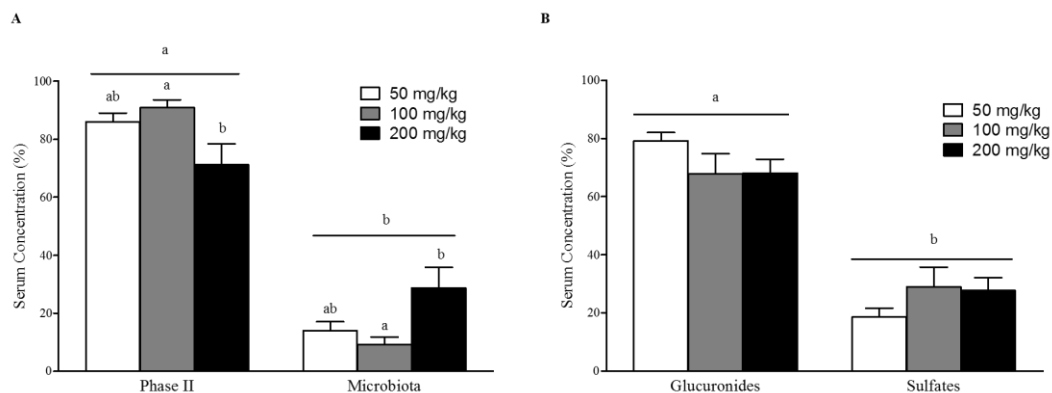 A
a
100
80
60
40
20
0
Serum Concentration (%)
ab
a
b
50 mg/kg
100 mg/kg
200 mg/kg
b
ab
a
b
Phase II
Microbiota
B
100
80
60
40
20
0
Serum Concentration (%)
a
50 mg/kg
100 mg/kg
200 mg/kg
b
Glucuronides
Sulfates